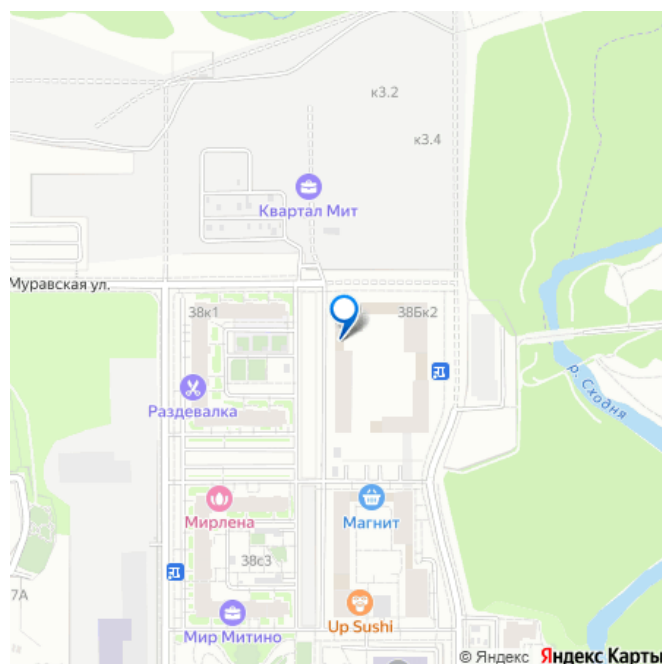 к3.2
к3.4
Квартал Мит
Муравская ул.
38к1
38Бк2
Раздевалка
р. Сходня
Мирлена
Магнит
38с3
7А
Up Sushi
Мир Митино
© Яндекс Яндекс Карты